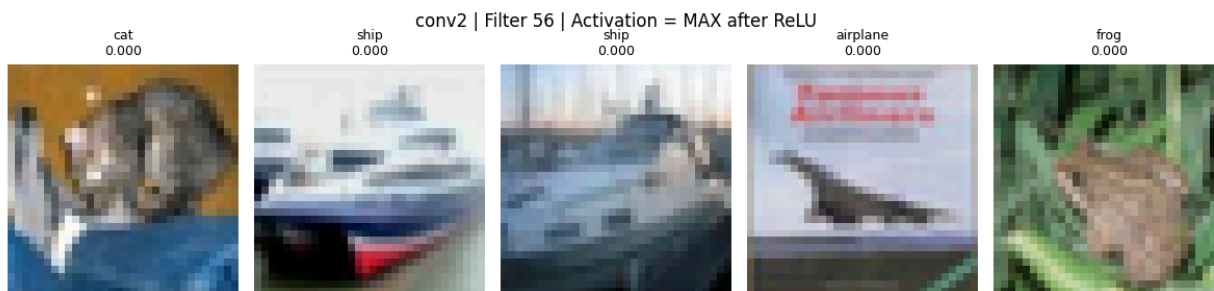 conv2 | Filter 56 | Activation = MAX after ReLU
cat
0.000
ship
0.000
ship
0.000
airplane
0.000
frog
0.000